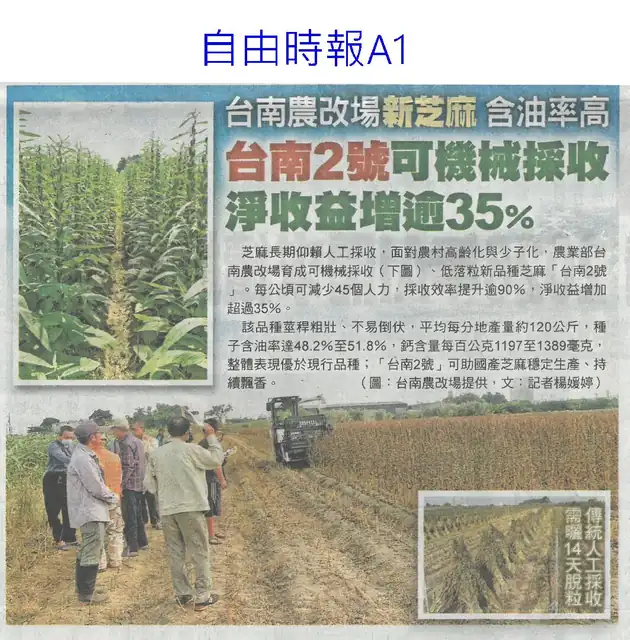 自由時報A1
台南農改場新芝麻 含油率高
台南2號可機械採收
淨收益增逾35%
芝麻長期仰賴人工採收，面對農村高齡化與少子化，農業部台
南農改場育成可機械採收（下圖）、低落粒新品種芝麻「台南2號
」。每公頃可減少45個人力，採收效率提升逾90%，淨收益增加
超過35%。
該品種莖稈粗壯、不易倒伏，平均每分地產量約120公斤，種
子含油率達48.2%至51.8%，鈣含量每百公克1197至1389毫克，
整體表現優於現行品種；「台南2號」可助國產芝麻穩定生產、持
續飄香。
（圖：台南農改場提供，文：記者楊媛婷）
傳統人工採收
需曬14天脫粒